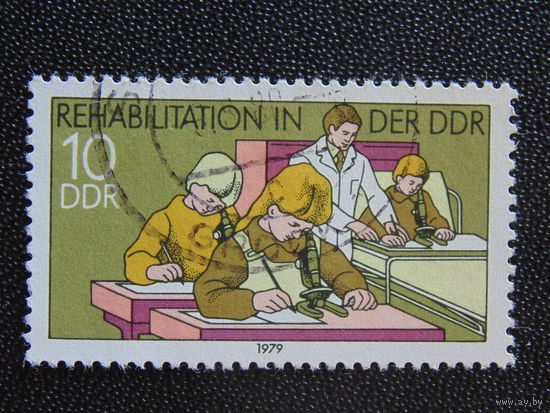 REHABILITATION IN DER DDR
10
DDR
1979
www.ay.by